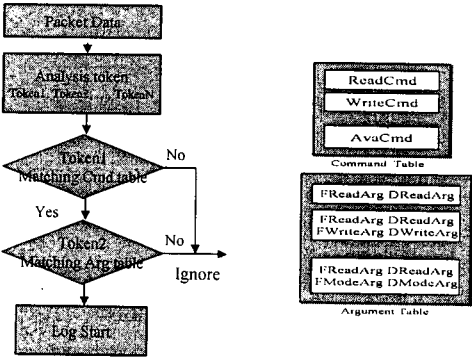 Packet Data
Analysis token
Token1, Token2, ... , TokenN
Token1
Matching Cmd table
No
Yes
Token2
Matching Arg table
No
Ignore
Log Start
ReadCmd
WriteCmd
AvaCmd
Command Table
FReadArg DReadArg
FReadArg DReadArg
FWriteArg DWriteArg
FReadArg DReadArg
FModeArg DModeArg
Argument Table